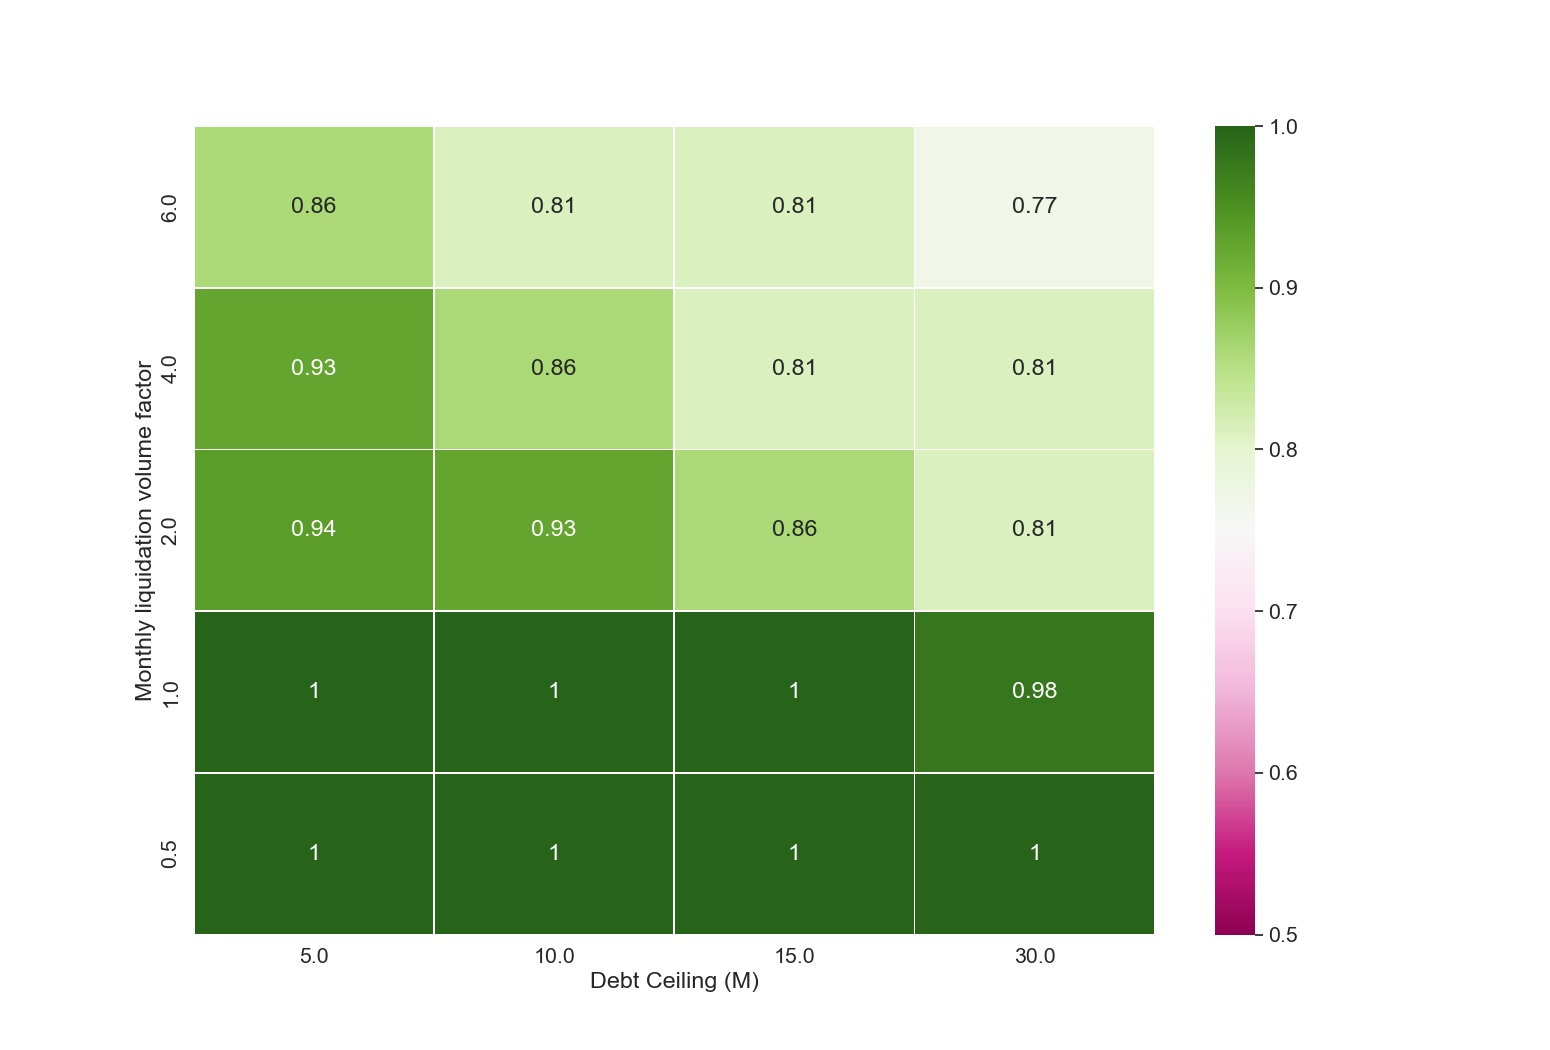 1.0
6.0 0.86 0.81 0.81 0.77
0.9
4.0 0.93 0.86 0.81 0.81
0.8
Monthly liquidation volume factor
2.0 0.94 0.93 0.86 0.81
0.7
1.0 1 1 1 0.98
0.6
0.5 1 1 1 1
0.5
5.0 10.0 15.0 30.0
Debt Ceiling (M)